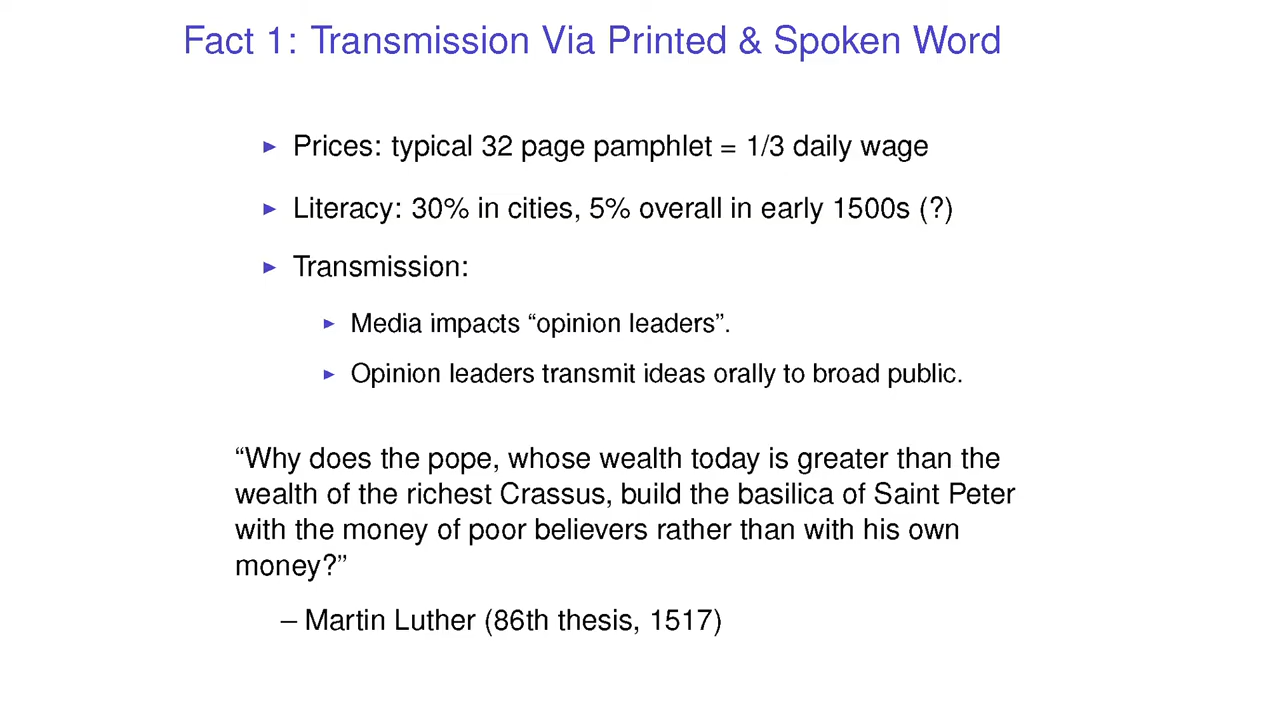 Fact 1: Transmission Via Printed & Spoken Word
Prices: typical 32 page pamphlet = 1/3 daily wage
Literacy: 30% in cities, 5% overall in early 1500s (?)
Transmission:
Media impacts “opinion leaders”.
Opinion leaders transmit ideas orally to broad public.
“Why does the pope, whose wealth today is greater than the
wealth of the richest Crassus, build the basilica of Saint Peter
with the money of poor believers rather than with his own
money?”
– Martin Luther (86th thesis, 1517)